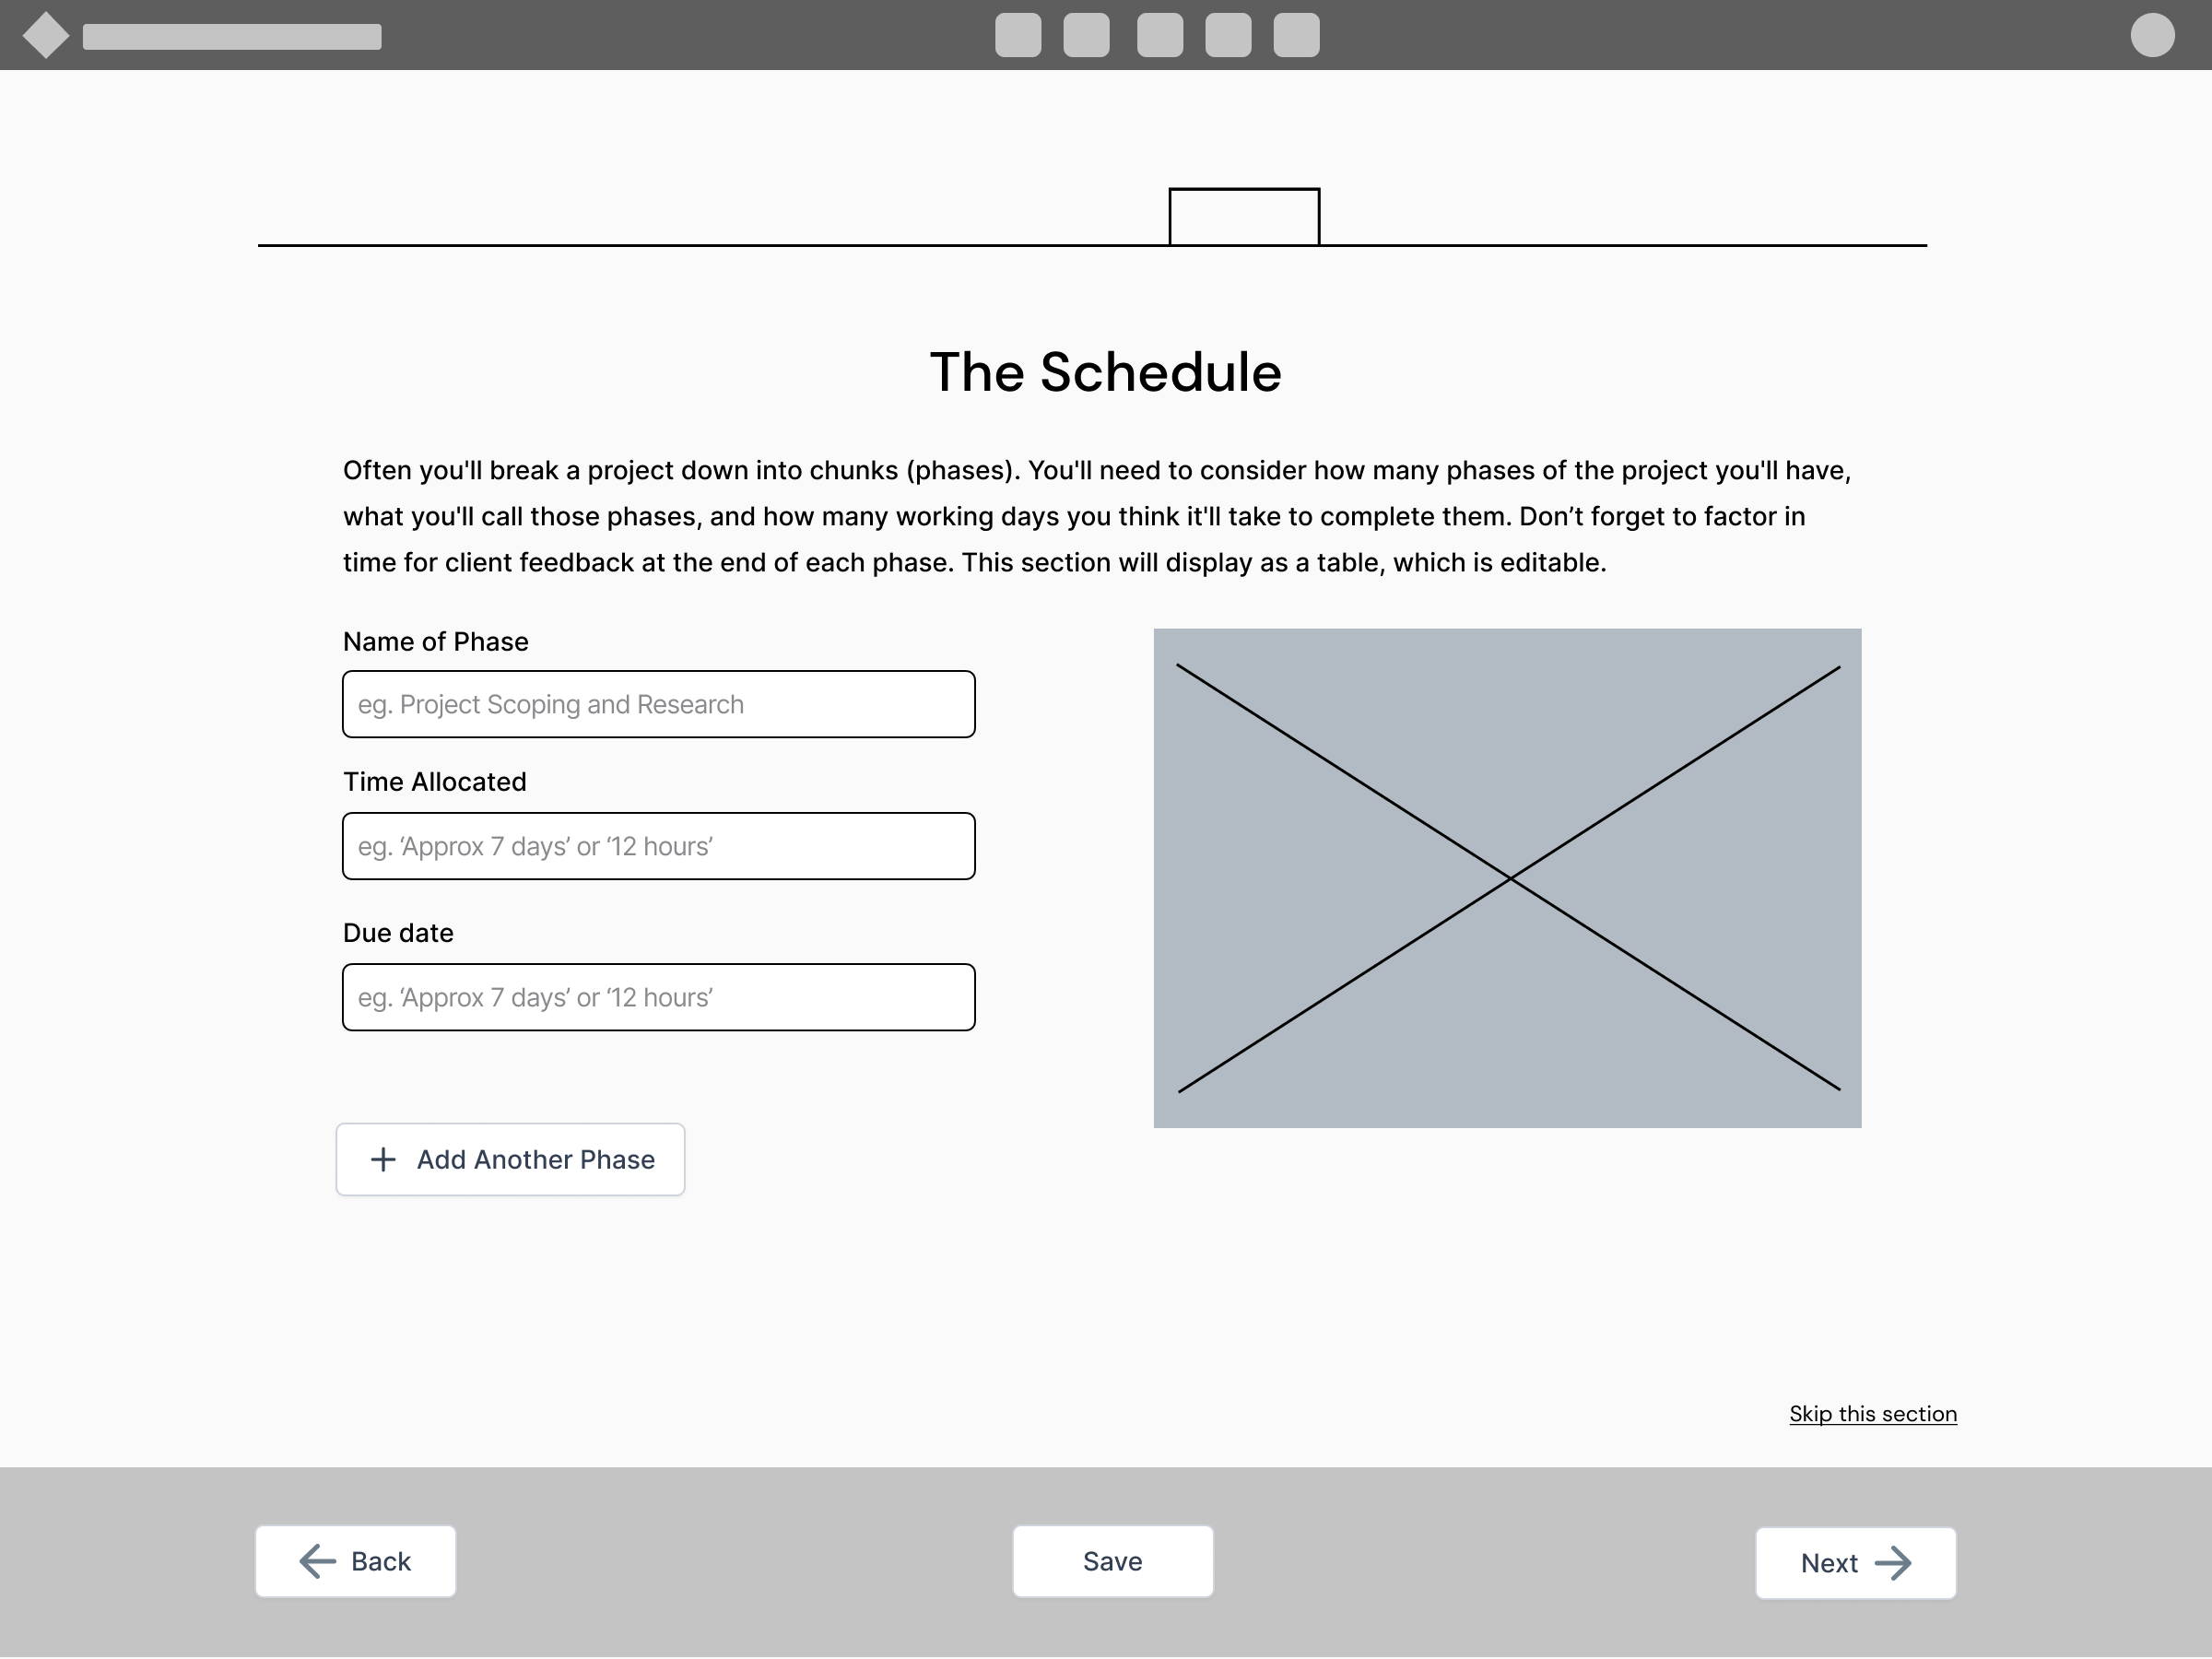 The Schedule
Often you'll break a project down into chunks (phases). You'll need to consider how many phases of the project you'll have,
what you'll call those phases, and how many working days you think it'll take to complete them. Don’t forget to factor in
time for client feedback at the end of each phase. This section will display as a table, which is editable.
Name of Phase
eg. Project Scoping and Research
Time Allocated
eg. ‘Approx 7 days’ or ‘12 hours’
Due date
eg. ‘Approx 7 days’ or ‘12 hours’
Add Another Phase
Skip this section
Back
Save
Next